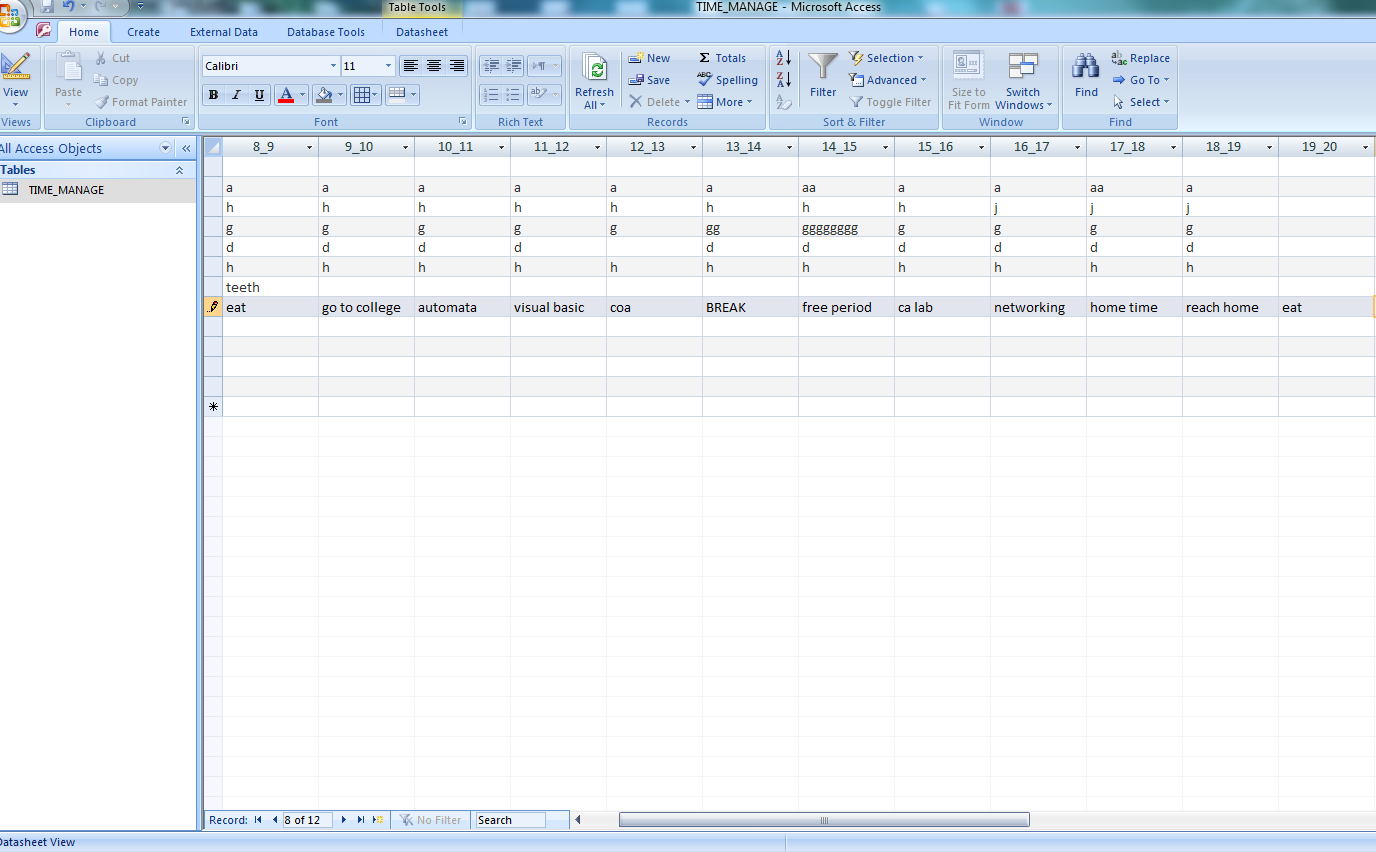 Table Tools TIME_MANAGE - Microsoft Access
Home Create External Data Database Tools Datasheet
Cut
Copy
Format Painter
View Paste
Calibri 11
B I U A
Refresh All
New
Save
Delete
Σ Totals
Spelling
More
Filter
Selection
Advanced
Toggle Filter
Size to Fit Form
Switch Windows
Find
Replace
Go To
Select
Views Clipboard Font Rich Text Records Sort & Filter Window Find
All Access Objects «
Tables
TIME_MANAGE
8_9 9_10 10_11 11_12 12_13 13_14 14_15 15_16 16_17 17_18 18_19 19_20
a a a a a a aa a a aa a
h h h h h h h h j j j
g g g g g gg gggggggg g g g g
d d d d d d d d d d
h h h h h h h h h h h
teeth
eat go to college automata visual basic coa BREAK free period ca lab networking home time reach home eat
Record: 8 of 12 No Filter Search
Datasheet View